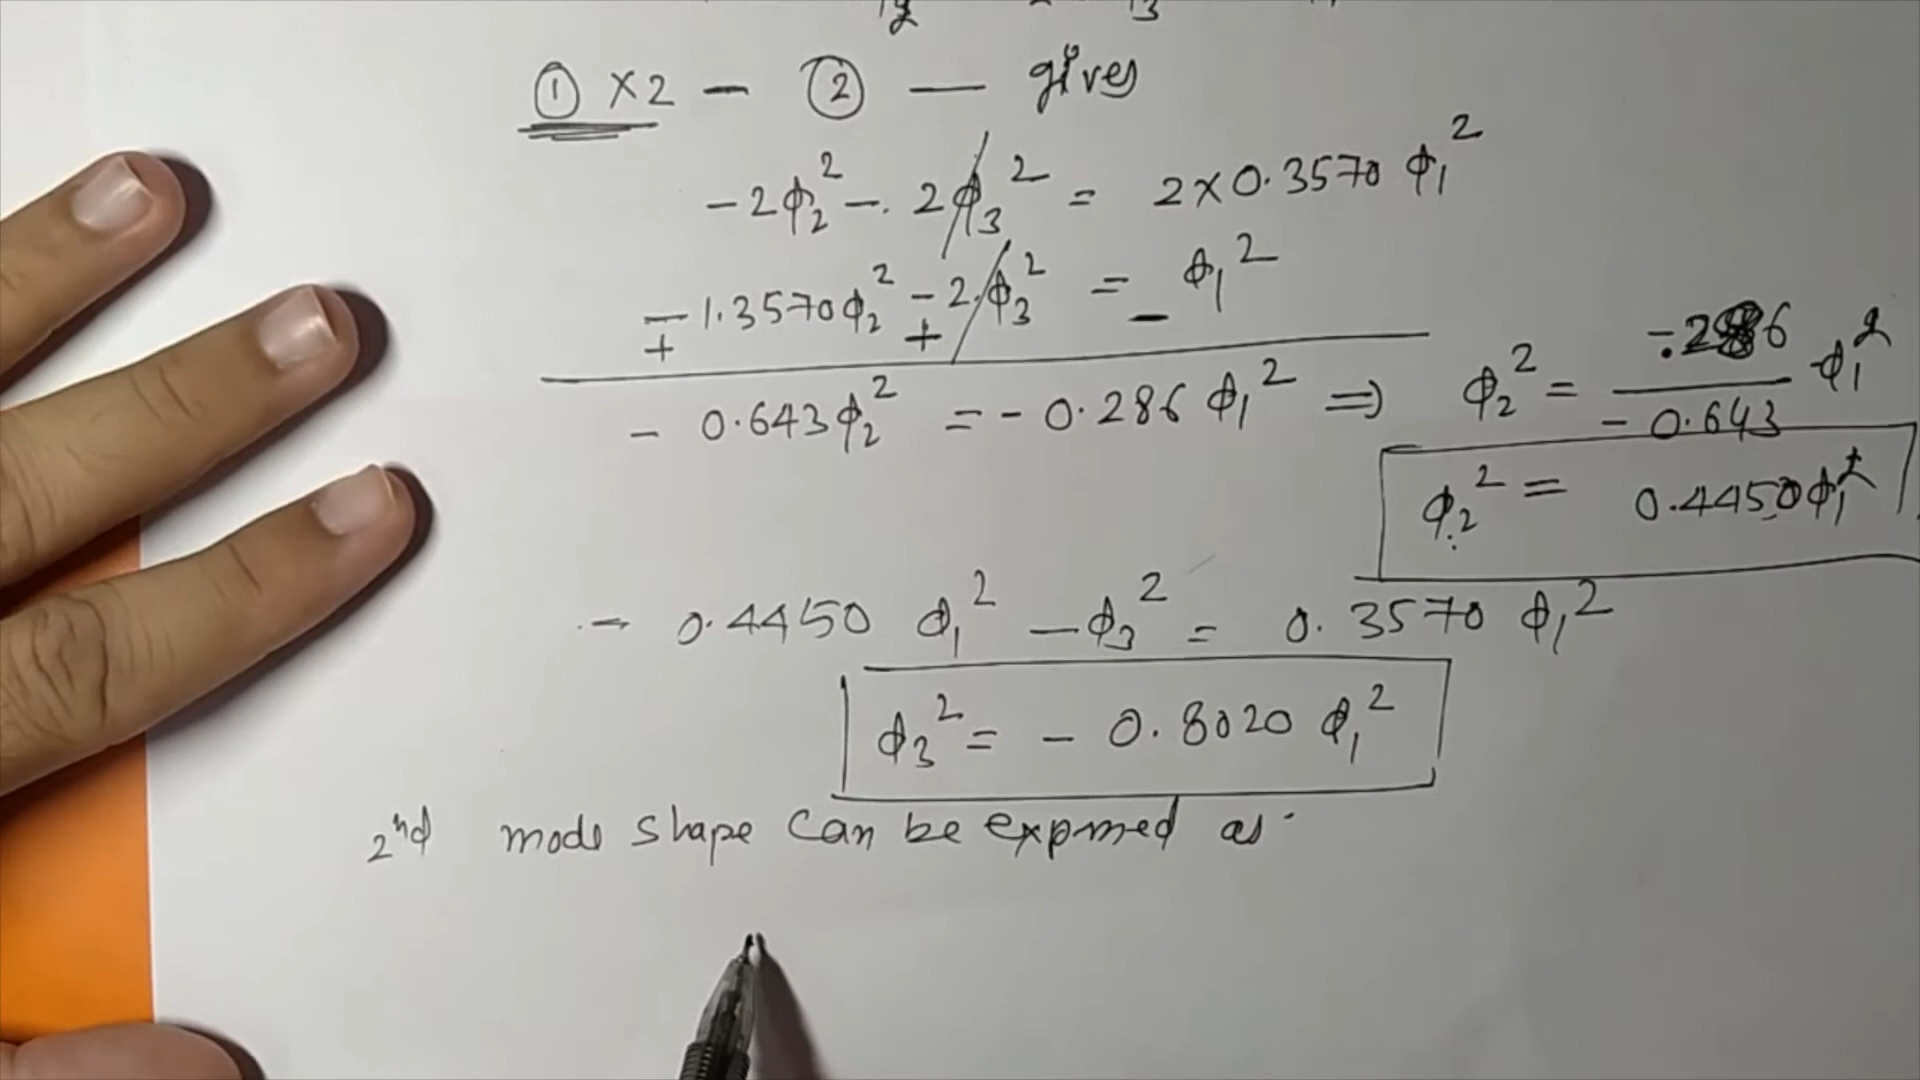 ① ×2 — ② — gives
-2ϕ₂² - 2ϕ₃² = 2×0.3570 ϕ₁²
-1.3570ϕ₂² - 2ϕ₃² = ϕ₁²
+ + -
- 0.643ϕ₂² = - 0.286 ϕ₁² ⇒ ϕ₂² = -.286 / -0.643 ϕ₁²
ϕ₂² = 0.4450ϕ₁²
- 0.4450 ϕ₁² - ϕ₃² = 0.3570 ϕ₁²
ϕ₃² = - 0.8020 ϕ₁²
2nd mode shape can be as